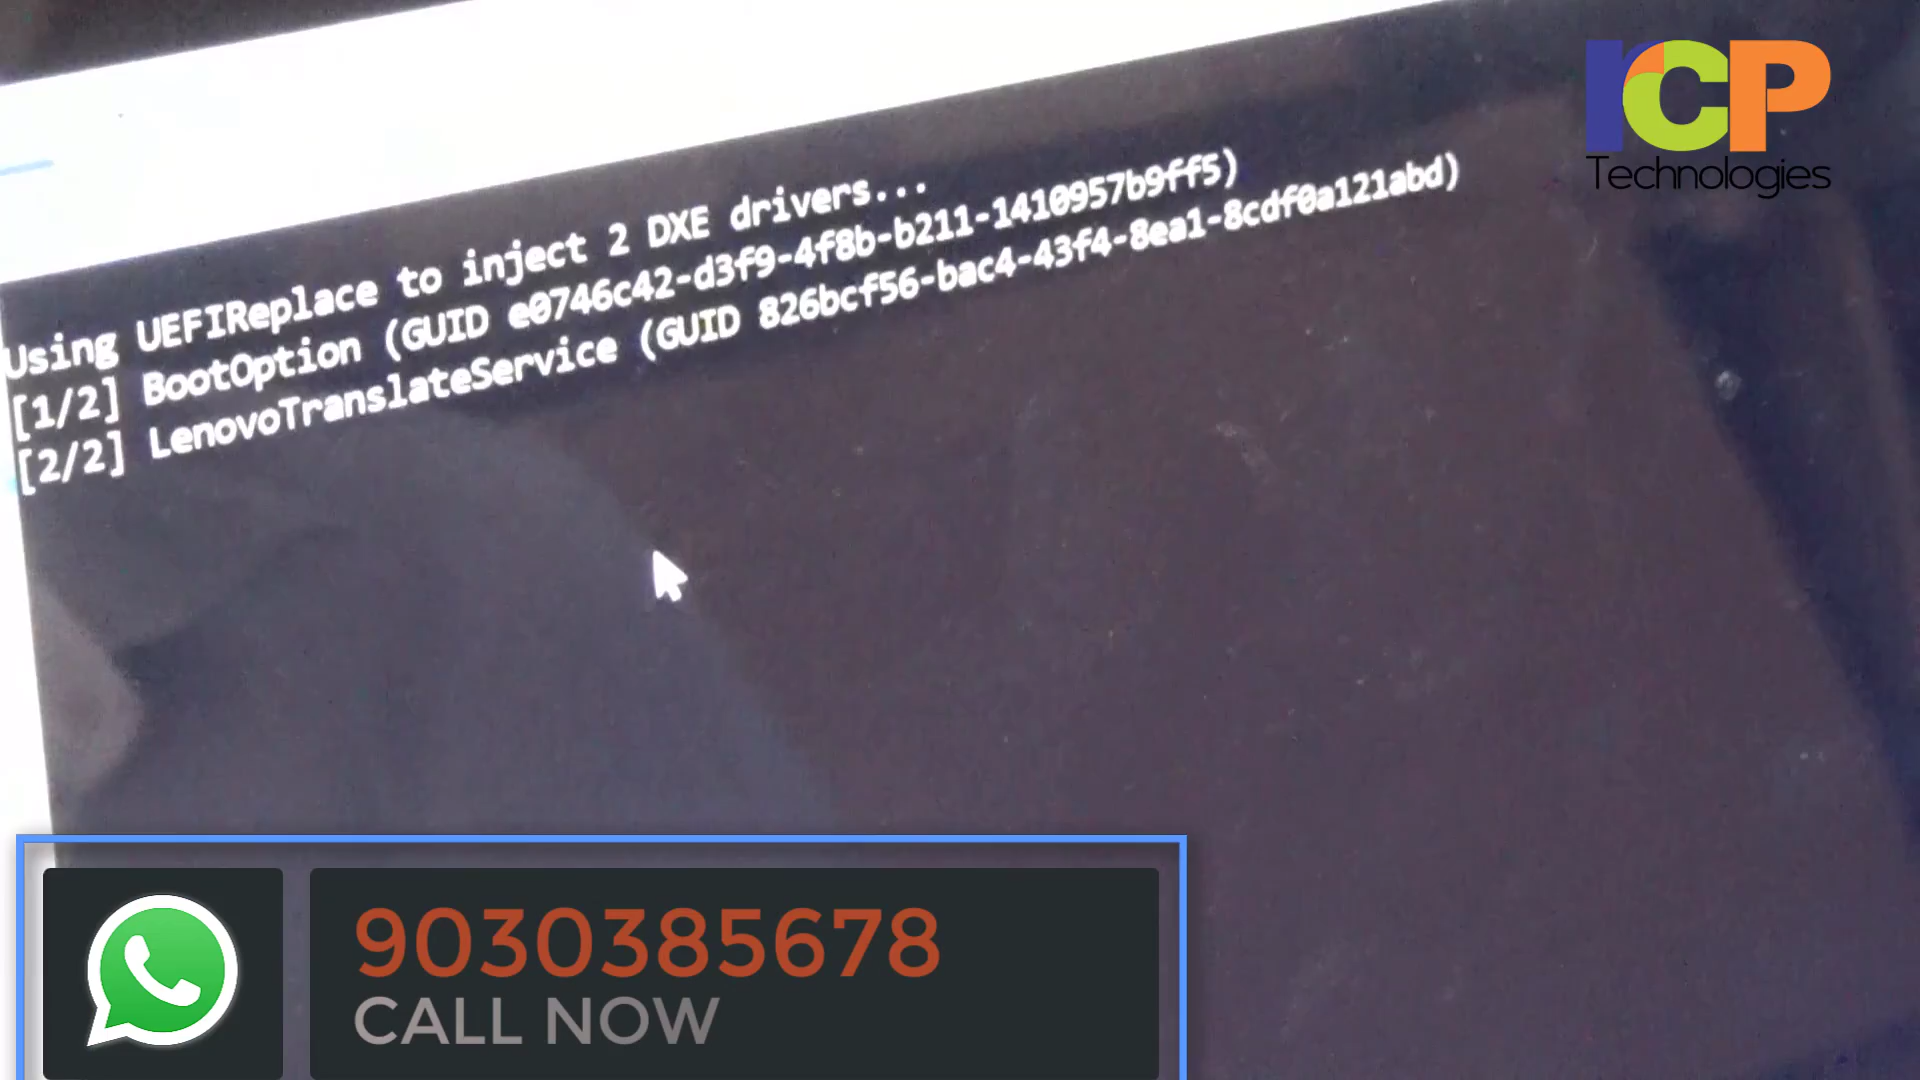 ICP
Technologies
Using UEFIReplace to inject 2 DXE drivers...
[1/2] BootOption (GUID e0746c42-d3f9-4f8b-b211-1410957b9ff5)
[2/2] LenovoTranslateService (GUID 826bcf56-bac4-43f4-8ea1-8cdf0a121abd)
9030385678
CALL NOW